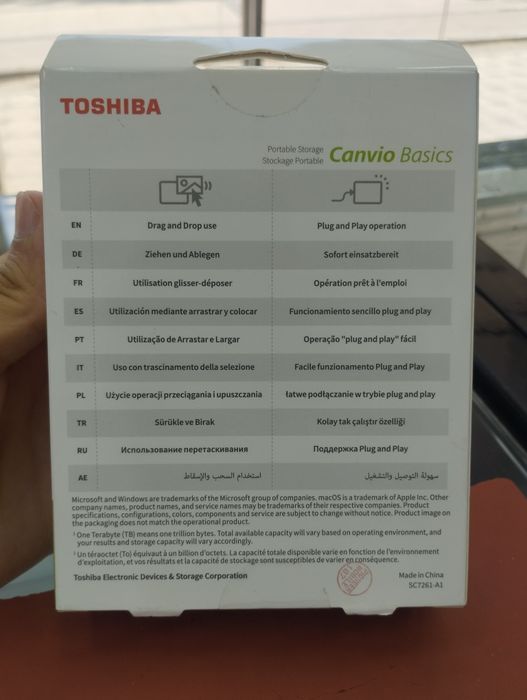 TOSHIBA
Portable Storage
Stockage Portable
Canvio Basics
EN Drag and Drop use Plug and Play operation
DE Ziehen und Ablegen Sofort einsatzbereit
FR Utilisation glisser-déposer Opération prêt à l'emploi
ES Utilización mediante arrastrar y colocar Funcionamiento sencillo plug and play
PT Utilização de Arrastar e Largar Operação "plug and play" fácil
IT Uso con trascinamento della selezione Facile funzionamento Plug and Play
PL Użycie operacji przeciągania i upuszczania łatwe podłączanie w trybie plug and play
TR Sürükle ve Birak Kolay tak çalıştır özelliği
RU Использование перетаскивания Поддержка Plug and Play
AE استخدام السحب والإسقاط سهولة التوصيل والتشغيل
Microsoft and Windows are trademarks of the Microsoft group of companies, macOS is a trademark of Apple Inc. Other
company names, product names, and service names may be trademarks of their respective companies. Product
specifications, configurations, colors, components and service are subject to change without notice. Product image on
the packaging does not match the operational product.
¹ One Terabyte (TB) means one trillion bytes. Total available capacity will vary based on operating environment, and
your results and storage capacity will vary accordingly.
¹ Un téraoctet (To) équivaut à un billion d'octets. La capacité totale disponible varie en fonction de l'environnement
d'exploitation, et vos résultats et la capacité de stockage sont susceptibles de varier en conséquence.
Toshiba Electronic Devices & Storage Corporation
Made in China
SC7261-A1